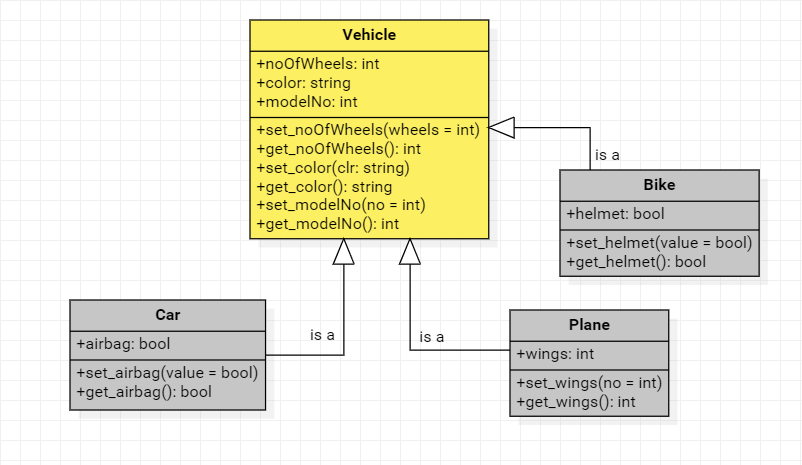 Vehicle
+noOfWheels: int
+color: string
+modelNo: int
+set_noOfWheels(wheels = int)
+get_noOfWheels(): int
+set_color(clr: string)
+get_color(): string
+set_modelNo(no = int)
+get_modelNo(): int
is a
Bike
+helmet: bool
+set_helmet(value = bool)
+get_helmet(): bool
Car
+airbag: bool
+set_airbag(value = bool)
+get_airbag(): bool
is a
is a
Plane
+wings: int
+set_wings(no = int)
+get_wings(): int